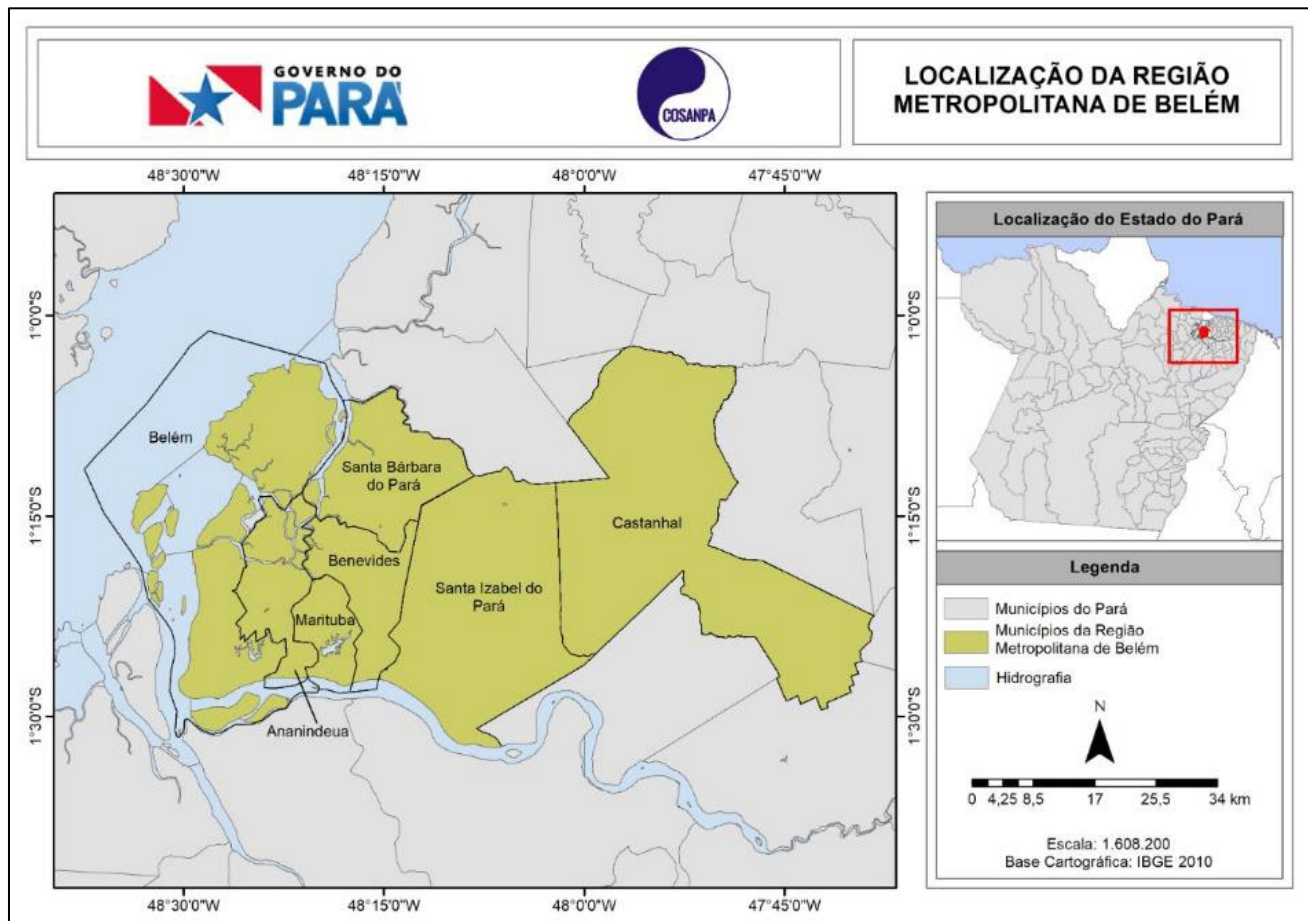 GOVERNO DO
PARÁ
COSANPA
LOCALIZAÇÃO DA REGIÃO
METROPOLITANA DE BELÉM
48°30'0"W
48°15'0"W
48°0'0"W
47°45'0"W
1°0'0"S
1°15'0"S
1°30'0"S
Belém
Santa Bárbara
do Pará
Castanhal
Benevides
Santa Izabel do
Pará
Marituba
Ananindeua
1°0'0"S
1°15'0"S
1°30'0"S
48°30'0"W
48°15'0"W
48°0'0"W
47°45'0"W
Localização do Estado do Pará
Legenda
Municípios do Pará
Municípios da Região
Metropolitana de Belém
Hidrografia
N
0 4,25 8,5 17 25,5 34 km
Escala: 1.608.200
Base Cartográfica: IBGE 2010